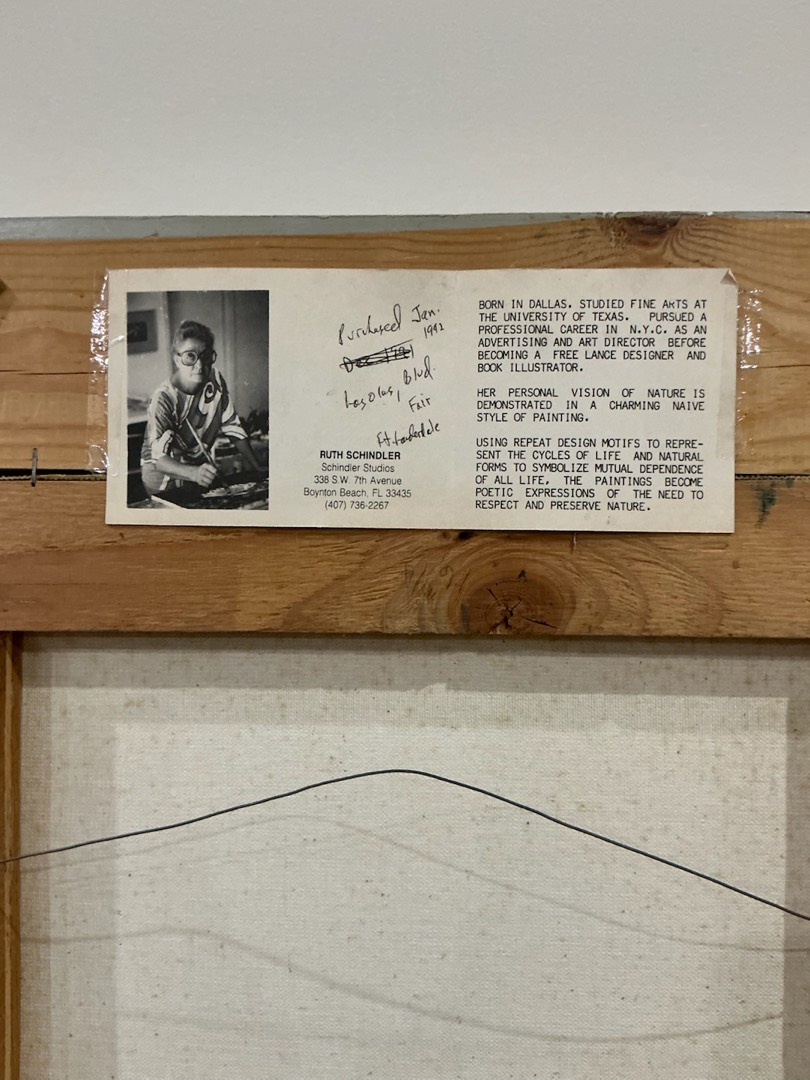 Purchased Jan.
1992
Las Olas, Blvd.
Fair
Ft. Lauderdale
RUTH SCHINDLER
Schindler Studios
338 S.W. 7th Avenue
Boynton Beach, FL 33435
(407) 736-2267
BORN IN DALLAS. STUDIED FINE ARTS AT
THE UNIVERSITY OF TEXAS. PURSUED A
PROFESSIONAL CAREER IN N.Y.C. AS AN
ADVERTISING AND ART DIRECTOR BEFORE
BECOMING A FREE LANCE DESIGNER AND
BOOK ILLUSTRATOR.
HER PERSONAL VISION OF NATURE IS
DEMONSTRATED IN A CHARMING NAIVE
STYLE OF PAINTING.
USING REPEAT DESIGN MOTIFS TO REPRE-
SENT THE CYCLES OF LIFE AND NATURAL
FORMS TO SYMBOLIZE MUTUAL DEPENDENCE
OF ALL LIFE, THE PAINTINGS BECOME
POETIC EXPRESSIONS OF THE NEED TO
RESPECT AND PRESERVE NATURE.